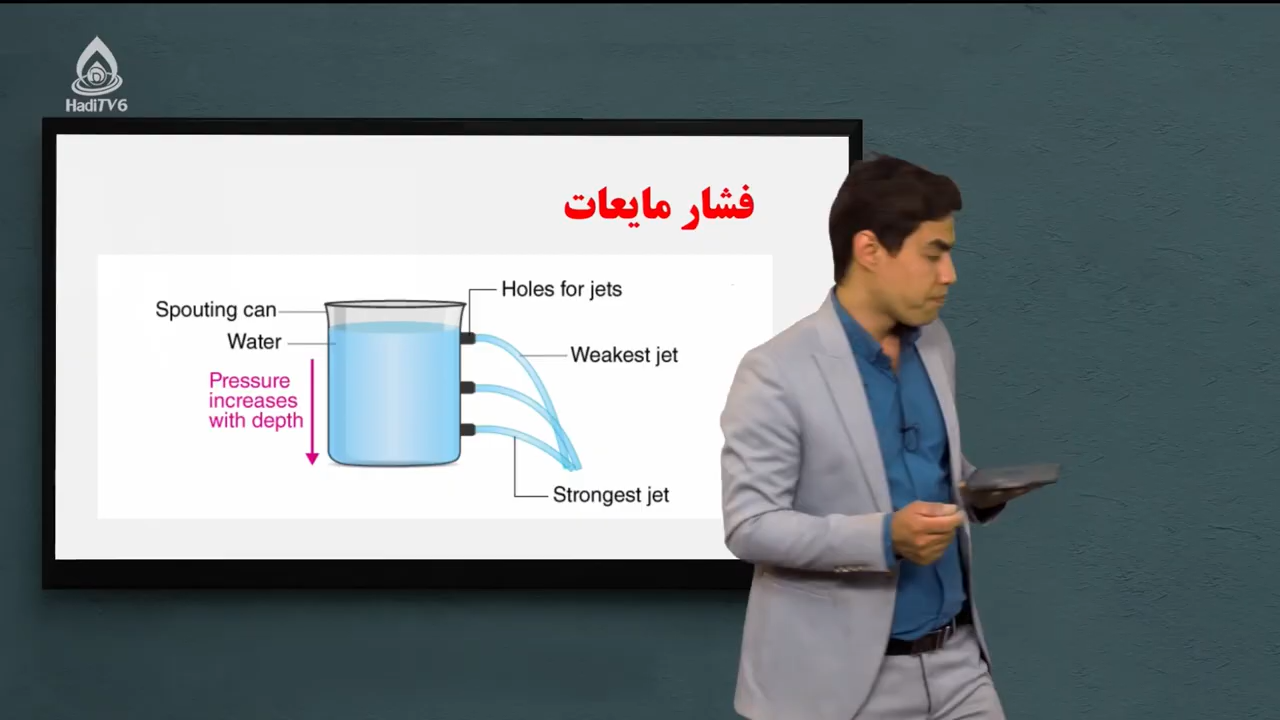 HadiTV6
فشار مایعات
Holes for jets
Spouting can
Water
Weakest jet
Pressure
increases
with depth
Strongest jet